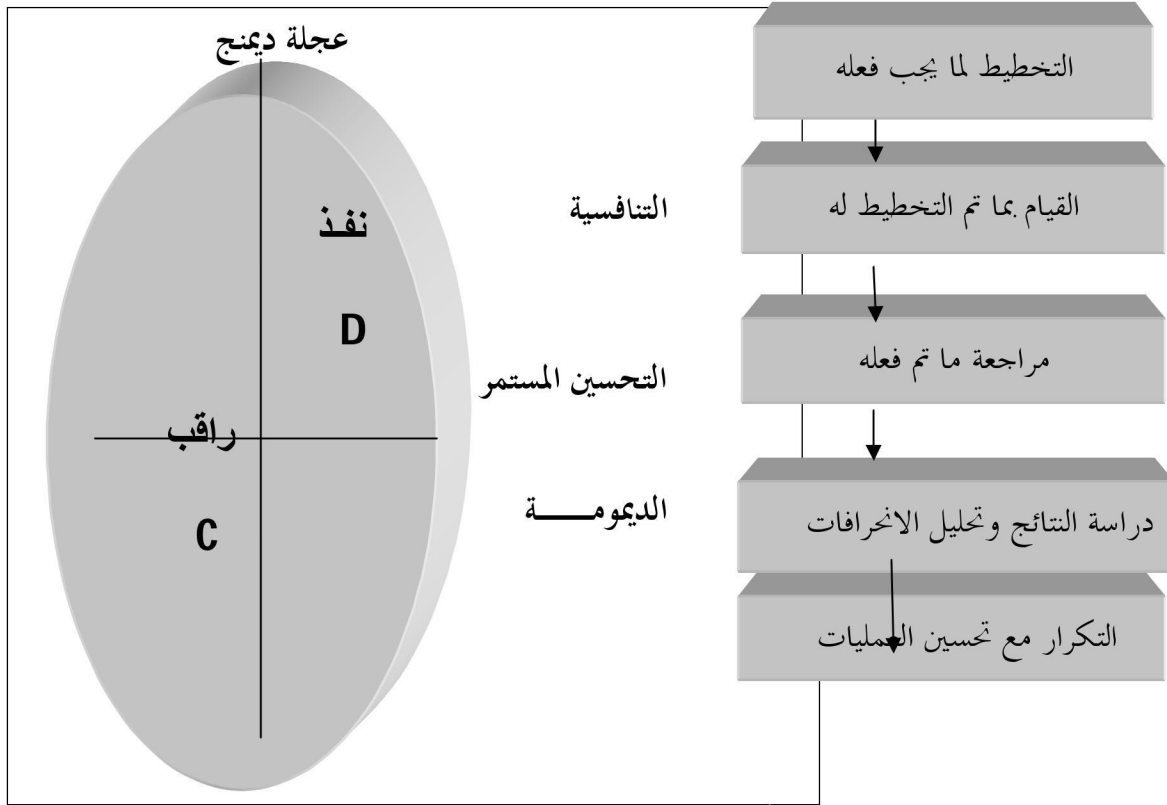 عجلة ديمنج
نفذ
D
راقب
C
التنافسية
التحسين المستمر
الديمومـــــة
التخطيط لما يجب فعله
القيام بما تم التخطيط له
مراجعة ما تم فعله
دراسة النتائج وتحليل الانحرافات
التكرار مع تحسين العمليات